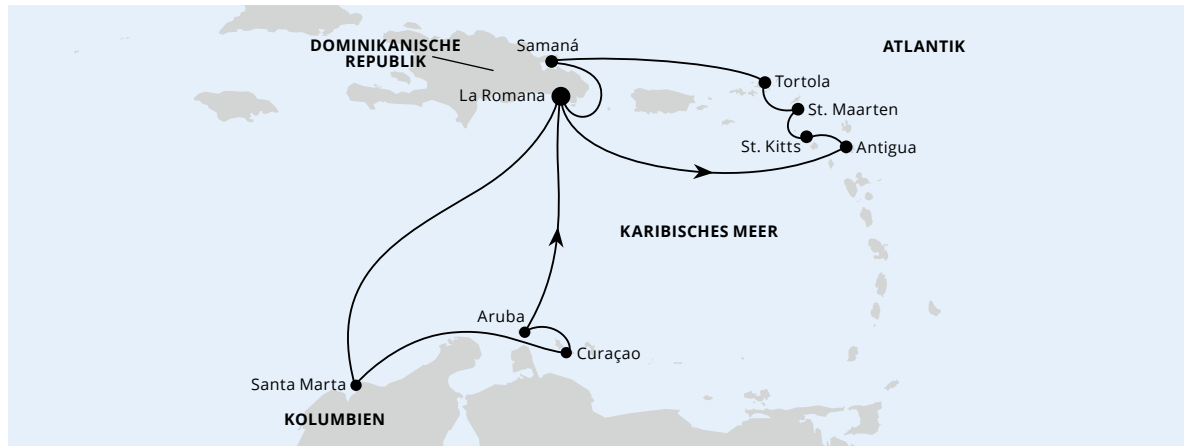 DOMINIKANISCHE
REPUBLIK
Samaná
ATLANTIK
La Romana
Tortola
St. Maarten
St. Kitts
Antigua
KARIBISCHES MEER
Aruba
Curaçao
Santa Marta
KOLUMBIEN